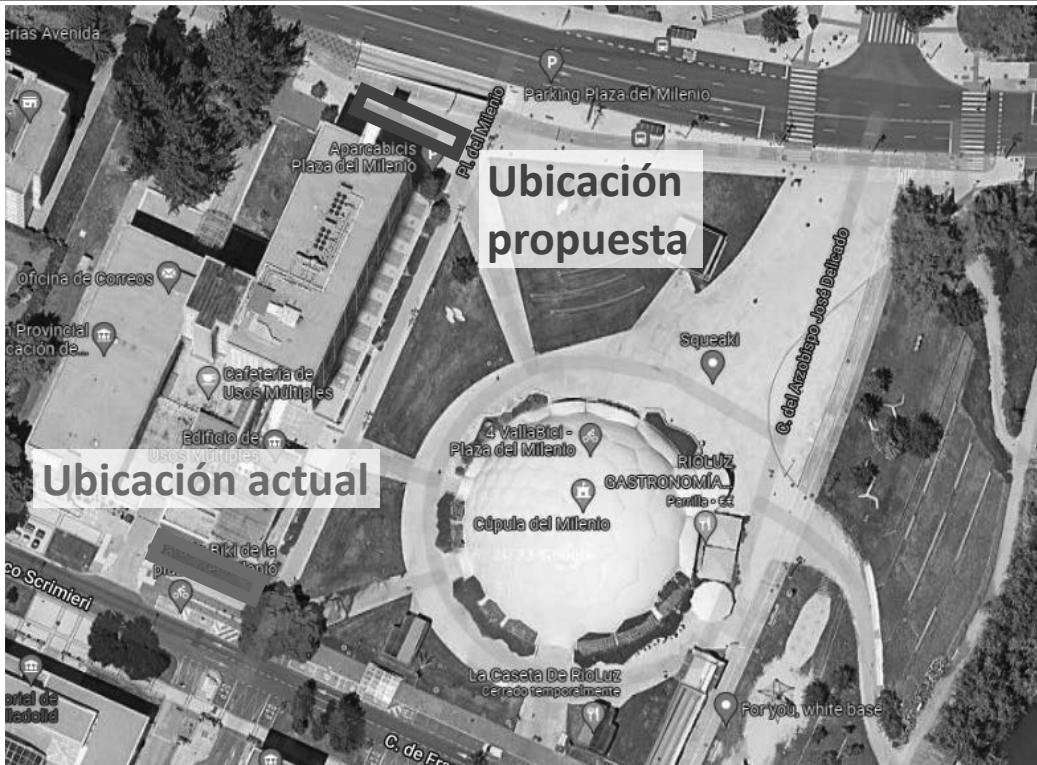 erías Avenida
Parking Plaza del Milenio
Aparcabicis
Plaza del Milenio
Pl. del Milenio
Ubicación
propuesta
Oficina de Correos
n Provincial
cación de...
C. del Arzobispo José Delicado
Squeaki
Cafetería de
Usos Múltiples
4 VallaBici -
Plaza del Milenio
Edificio de
Usos Múltiples
RIOLUZ
GASTRONOMÍA...
Parrilla • €€
Ubicación actual
Cúpula del Milenio
Biki de la
co Scrimieri
La Caseta De RioLuz
Cerrado temporalmente
orial de
lladolid
For you, white base
C. de Fra